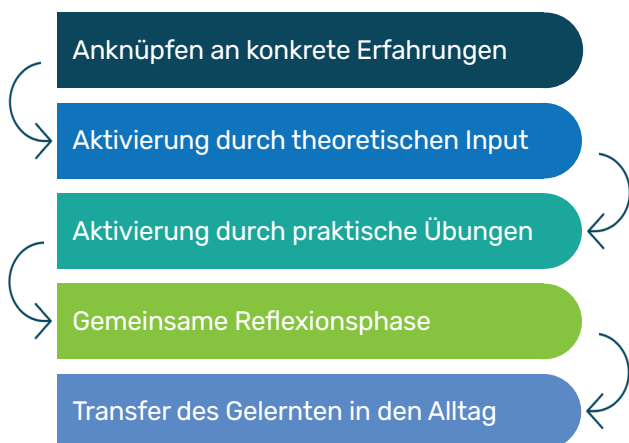 Anknüpfen an konkrete Erfahrungen
Aktivierung durch theoretischen Input
Aktivierung durch praktische Übungen
Gemeinsame Reflexionsphase
Transfer des Gelernten in den Alltag